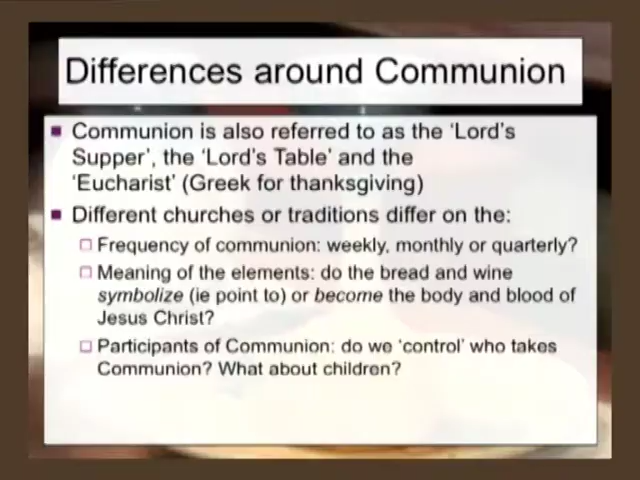 Differences around Communion
Communion is also referred to as the ‘Lord’s
Supper’, the ‘Lord’s Table’ and the
‘Eucharist’ (Greek for thanksgiving)
Different churches or traditions differ on the:
Frequency of communion: weekly, monthly or quarterly?
Meaning of the elements: do the bread and wine
symbolize (ie point to) or become the body and blood of
Jesus Christ?
Participants of Communion: do we ‘control’ who takes
Communion? What about children?